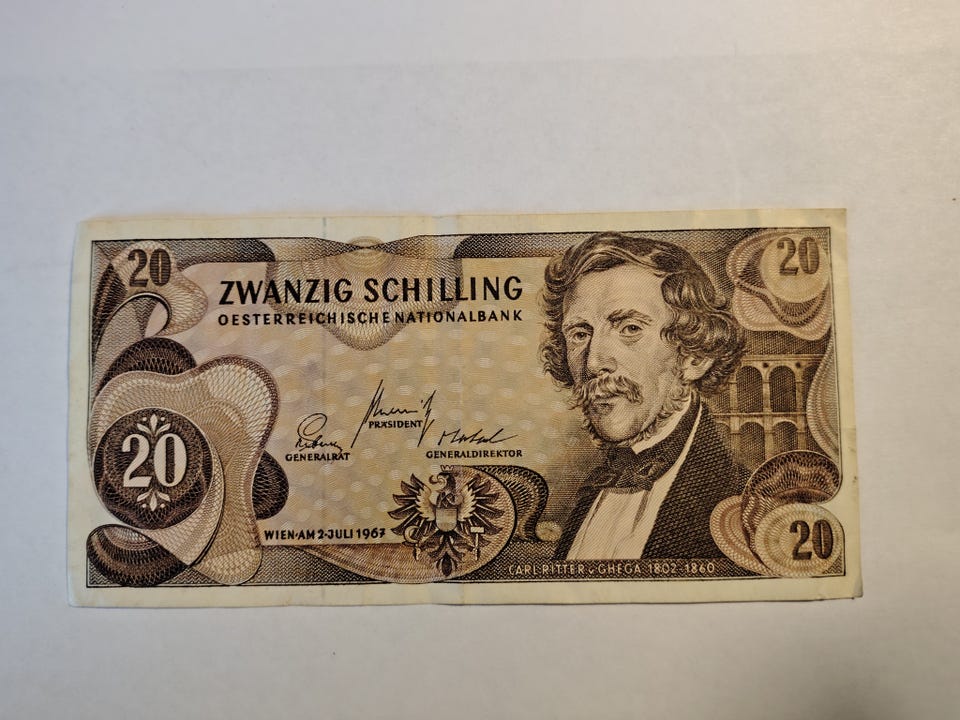 20
20
ZWANZIG SCHILLING
OESTERREICHISCHE NATIONALBANK
PRÄSIDENT
GENERALRAT
GENERALDIREKTOR
20
WIEN·AM 2·JULI 1967
20
CARL·RITTER v·GHEGA 1802-1860